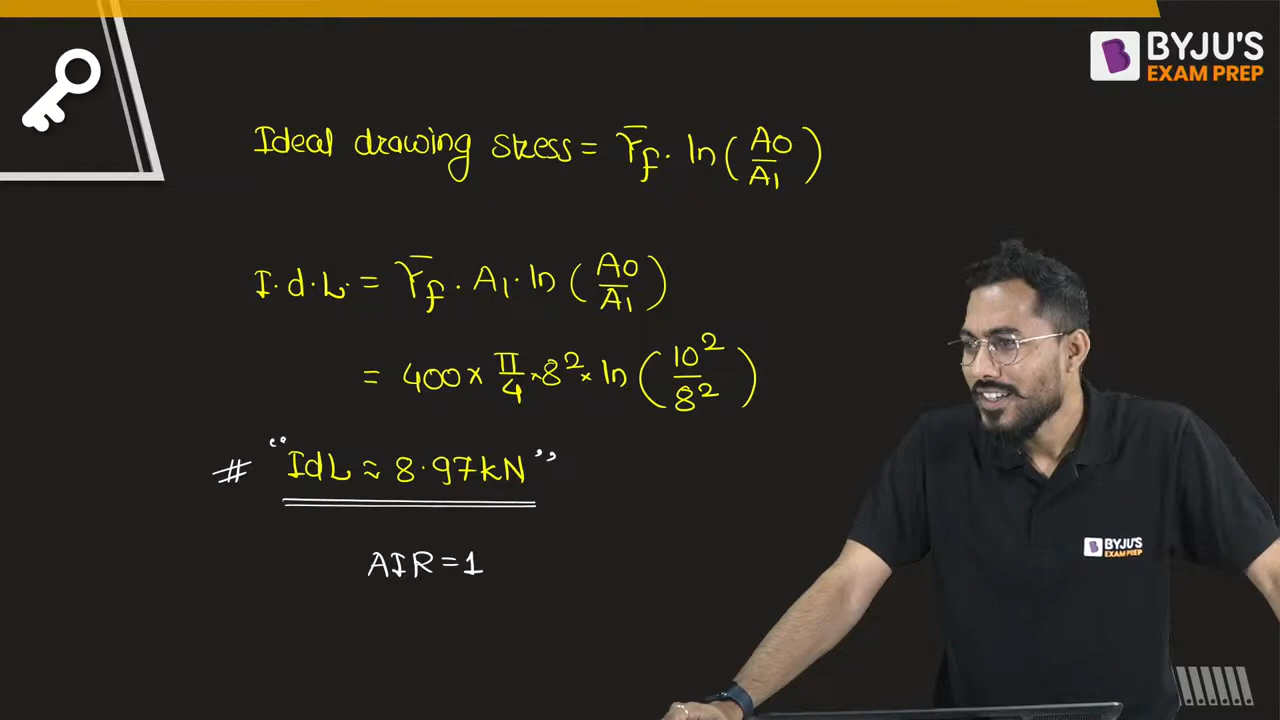 BYJU'S
EXAM PREP
Ideal drawing stress = Ȳf · ln(A0/A1)
I·d·L· = Ȳf · A1 · ln(A0/A1)
= 400 × π/4 × 8² × ln(10²/8²)
# "IdL ≈ 8.97kN"
AIR = 1
BYJU'S
EXAM PREP